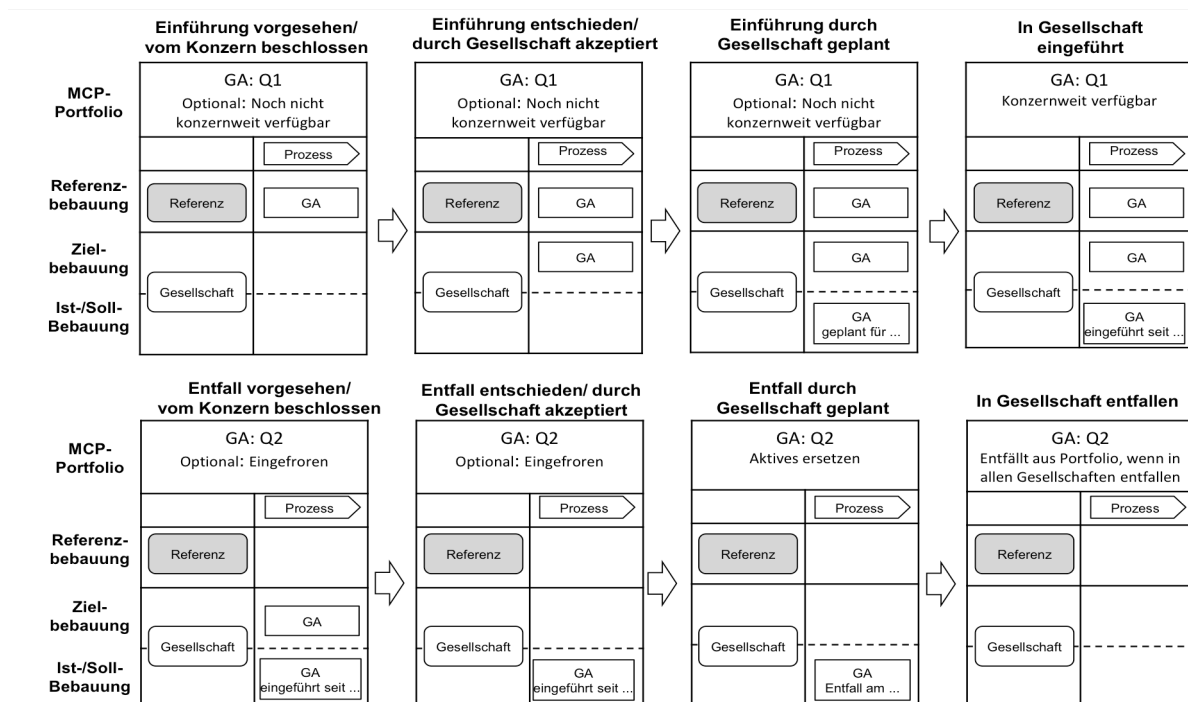 Einführung vorgesehen/
vom Konzern beschlossen
Einführung entschieden/
durch Gesellschaft akzeptiert
Einführung durch
Gesellschaft geplant
In Gesellschaft
eingeführt
MCP-
Portfolio
GA: Q1
Optional: Noch nicht
konzernweit verfügbar
GA: Q1
Optional: Noch nicht
konzernweit verfügbar
GA: Q1
Optional: Noch nicht
konzernweit verfügbar
GA: Q1
Konzernweit verfügbar
Prozess
Prozess
Prozess
Prozess
Referenz-
bebauung
Referenz
GA
Referenz
GA
Referenz
GA
Referenz
GA
Ziel-
bebauung
GA
GA
GA
Gesellschaft
Gesellschaft
Gesellschaft
Gesellschaft
Ist-/Soll-
Bebauung
GA
geplant für ...
GA
eingeführt seit ...
Entfall vorgesehen/
vom Konzern beschlossen
Entfall entschieden/ durch
Gesellschaft akzeptiert
Entfall durch
Gesellschaft geplant
In Gesellschaft entfallen
MCP-
Portfolio
GA: Q2
Optional: Eingefroren
GA: Q2
Optional: Eingefroren
GA: Q2
Aktives ersetzen
GA: Q2
Entfällt aus Portfolio, wenn in
allen Gesellschaften entfallen
Prozess
Prozess
Prozess
Prozess
Referenz-
bebauung
Referenz
Referenz
Referenz
Referenz
Ziel-
bebauung
GA
Gesellschaft
Gesellschaft
Gesellschaft
Gesellschaft
Ist-/Soll-
Bebauung
GA
eingeführt seit ...
GA
eingeführt seit ...
GA
Entfall am ...